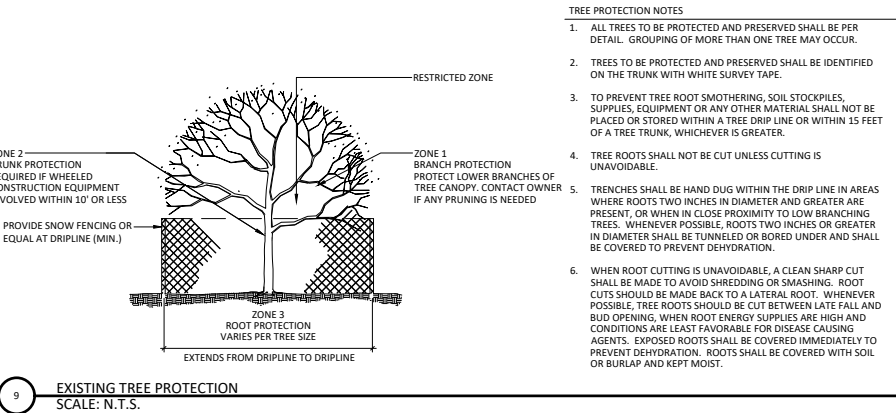 RESTRICTED ZONE
ZONE 1
BRANCH PROTECTION
PROTECT LOWER BRANCHES OF
TREE CANOPY. CONTACT OWNER
IF ANY PRUNING IS NEEDED
ONE 2
RUNK PROTECTION
EQUIRED IF WHEELED
ONSTRUCTION EQUIPMENT
VOLVED WITHIN 10' OR LESS
PROVIDE SNOW FENCING OR
EQUAL AT DRIPLINE (MIN.)
ZONE 3
ROOT PROTECTION
VARIES PER TREE SIZE
EXTENDS FROM DRIPLINE TO DRIPLINE
9
EXISTING TREE PROTECTION
SCALE: N.T.S.
TREE PROTECTION NOTES
1. ALL TREES TO BE PROTECTED AND PRESERVED SHALL BE PER
DETAIL. GROUPING OF MORE THAN ONE TREE MAY OCCUR.
2. TREES TO BE PROTECTED AND PRESERVED SHALL BE IDENTIFIED
ON THE TRUNK WITH WHITE SURVEY TAPE.
3. TO PREVENT TREE ROOT SMOTHERING, SOIL STOCKPILES,
SUPPLIES, EQUIPMENT OR ANY OTHER MATERIAL SHALL NOT BE
PLACED OR STORED WITHIN A TREE DRIP LINE OR WITHIN 15 FEET
OF A TREE TRUNK, WHICHEVER IS GREATER.
4. TREE ROOTS SHALL NOT BE CUT UNLESS CUTTING IS
UNAVOIDABLE.
5. TRENCHES SHALL BE HAND DUG WITHIN THE DRIP LINE IN AREAS
WHERE ROOTS TWO INCHES IN DIAMETER AND GREATER ARE
PRESENT, OR WHEN IN CLOSE PROXIMITY TO LOW BRANCHING
TREES. WHENEVER POSSIBLE, ROOTS TWO INCHES OR GREATER
IN DIAMETER SHALL BE TUNNELED OR BORED UNDER AND SHALL
BE COVERED TO PREVENT DEHYDRATION.
6. WHEN ROOT CUTTING IS UNAVOIDABLE, A CLEAN SHARP CUT
SHALL BE MADE TO AVOID SHREDDING OR SMASHING. ROOT
CUTS SHOULD BE MADE BACK TO A LATERAL ROOT. WHENEVER
POSSIBLE, TREE ROOTS SHOULD BE CUT BETWEEN LATE FALL AND
BUD OPENING, WHEN ROOT ENERGY SUPPLIES ARE HIGH AND
CONDITIONS ARE LEAST FAVORABLE FOR DISEASE CAUSING
AGENTS. EXPOSED ROOTS SHALL BE COVERED IMMEDIATELY TO
PREVENT DEHYDRATION. ROOTS SHALL BE COVERED WITH SOIL
OR BURLAP AND KEPT MOIST.